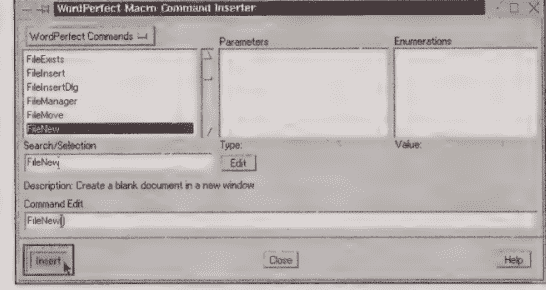 WordPerfect Macro Command Inserter
WordPerfect Commands
Parameters
Enumerations
FileExists
FileInsert
FileInsertDlg
FileManager
FileMove
FileNew
Search/Selection
Type:
Value:
FileNew
Edit
Description: Create a blank document in a new window
Command Edit
FileNew()
Insert
Close
Help